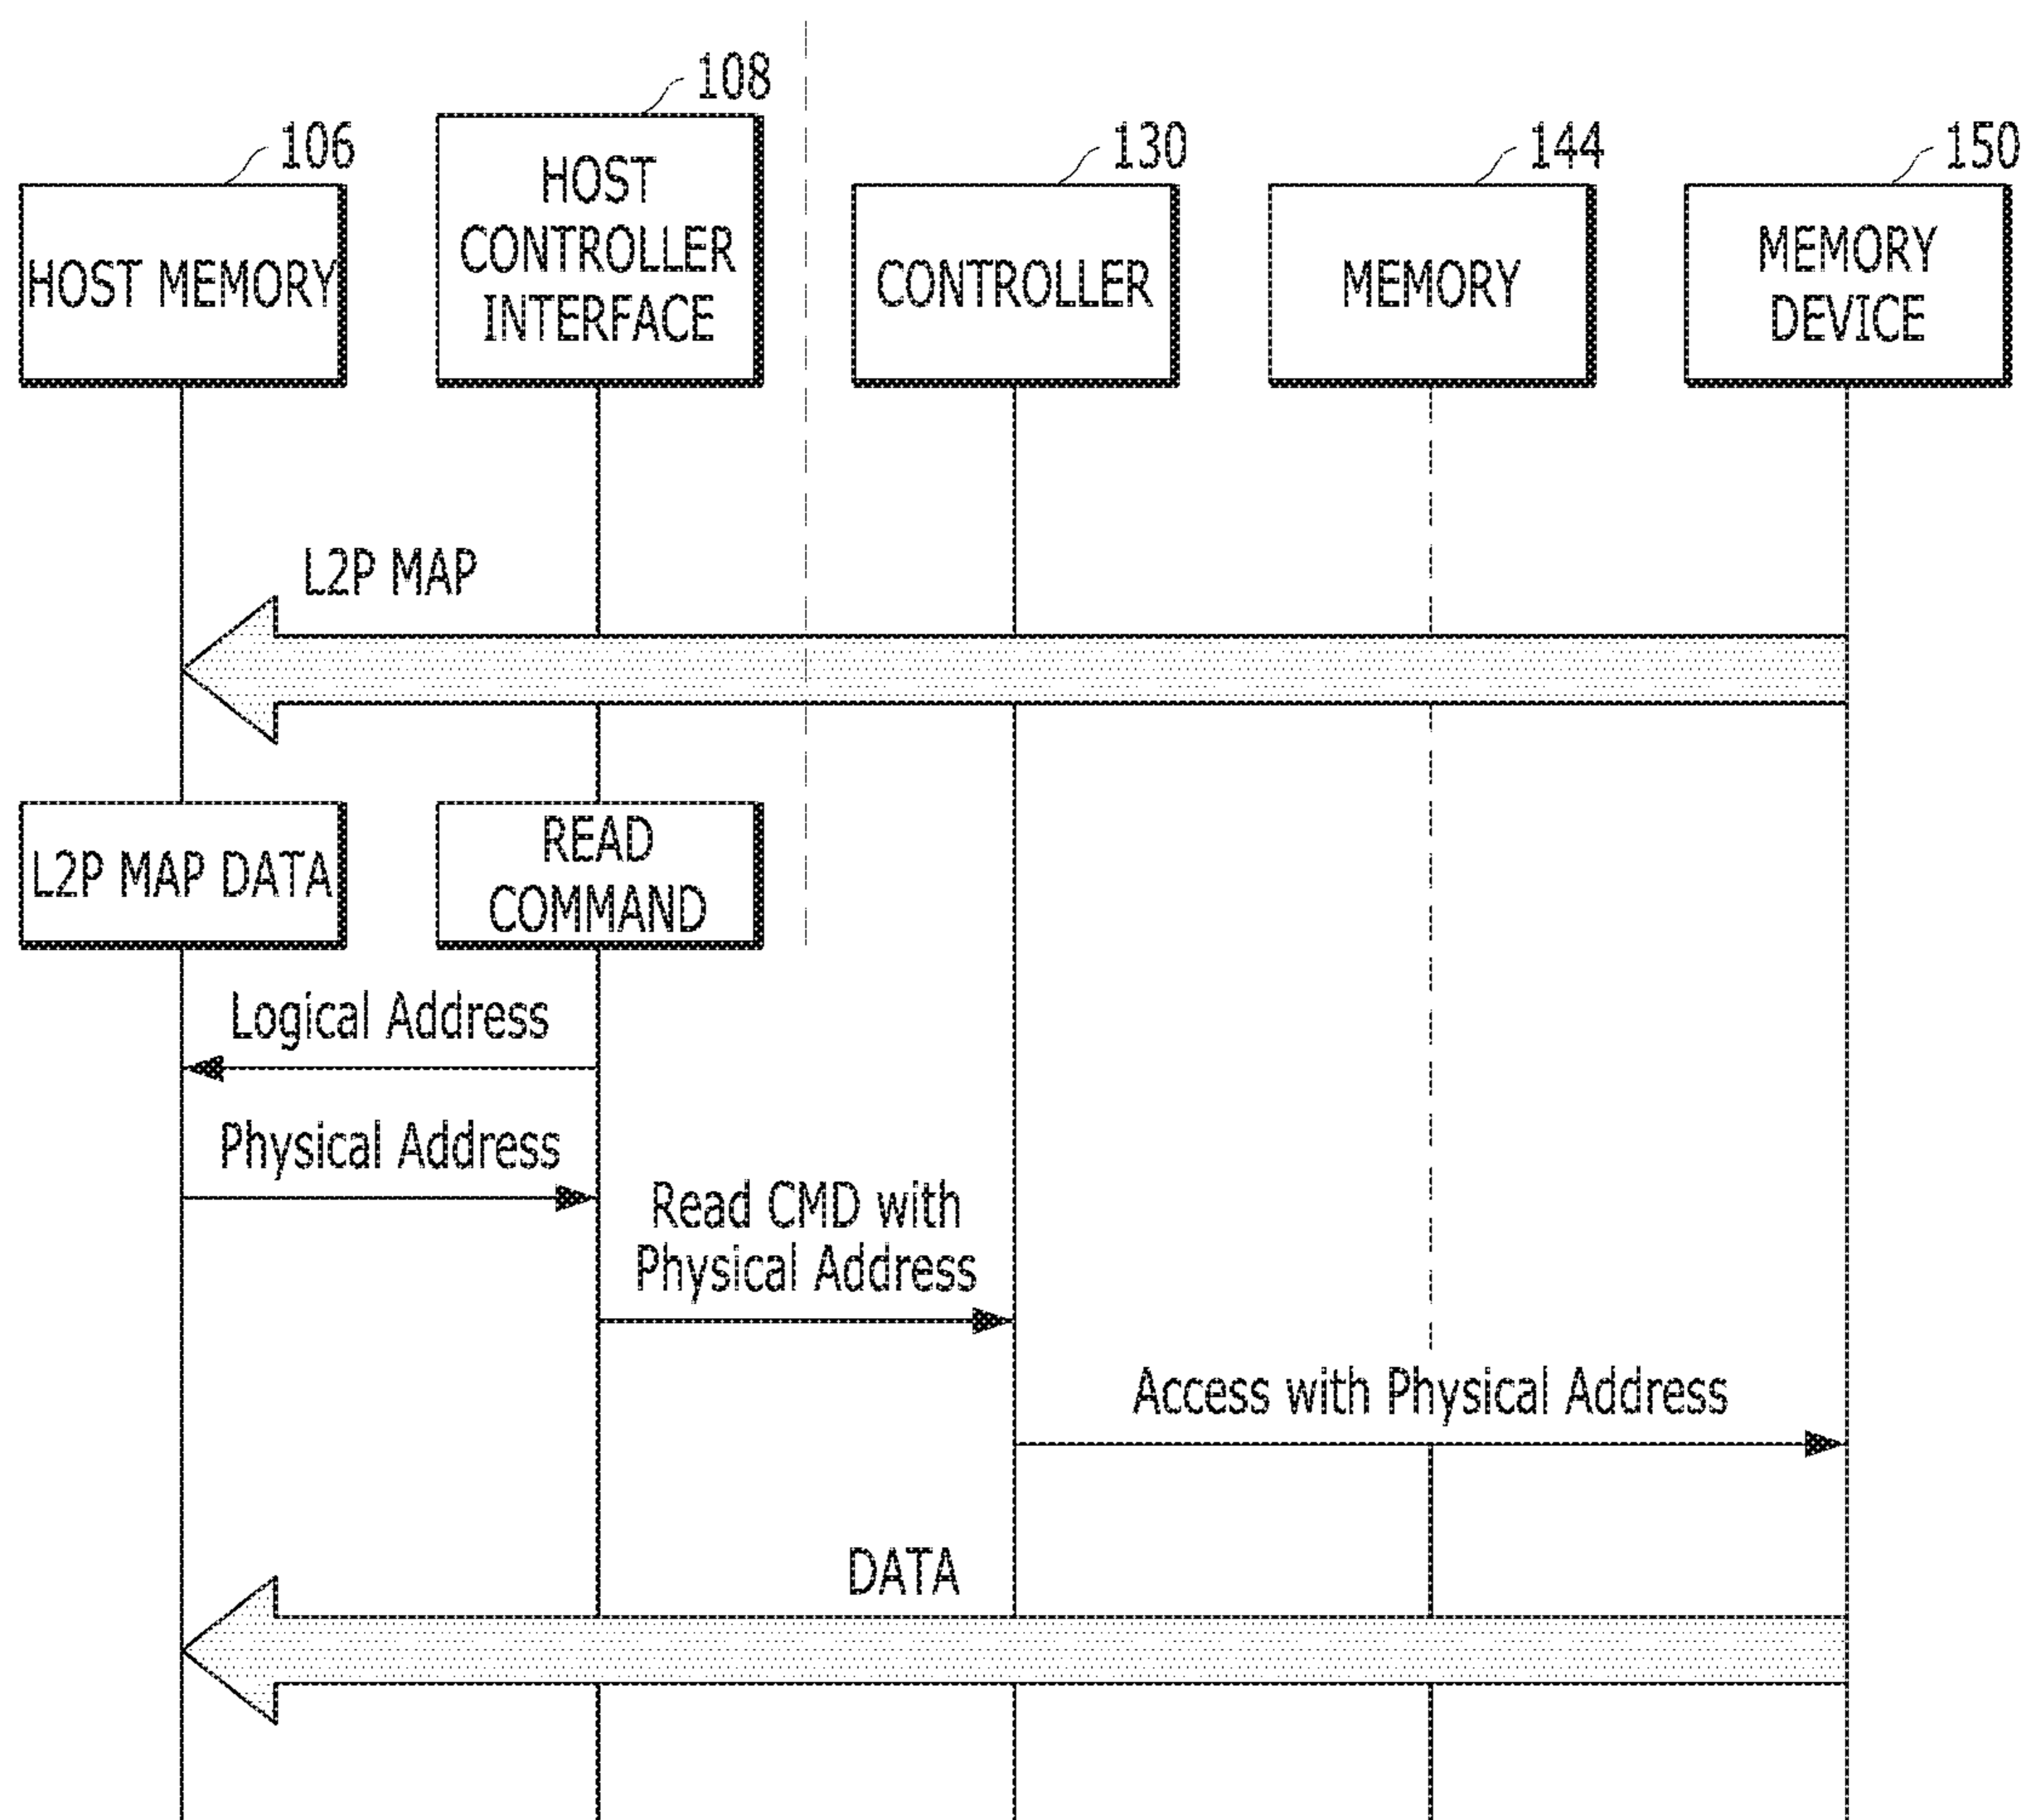 108
106
130
144
150
HOST MEMORY
HOST
CONTROLLER
INTERFACE
CONTROLLER
MEMORY
MEMORY
DEVICE
L2P MAP
L2P MAP DATA
READ
COMMAND
Logical Address
Physical Address
Read CMD with
Physical Address
Access with Physical Address
DATA